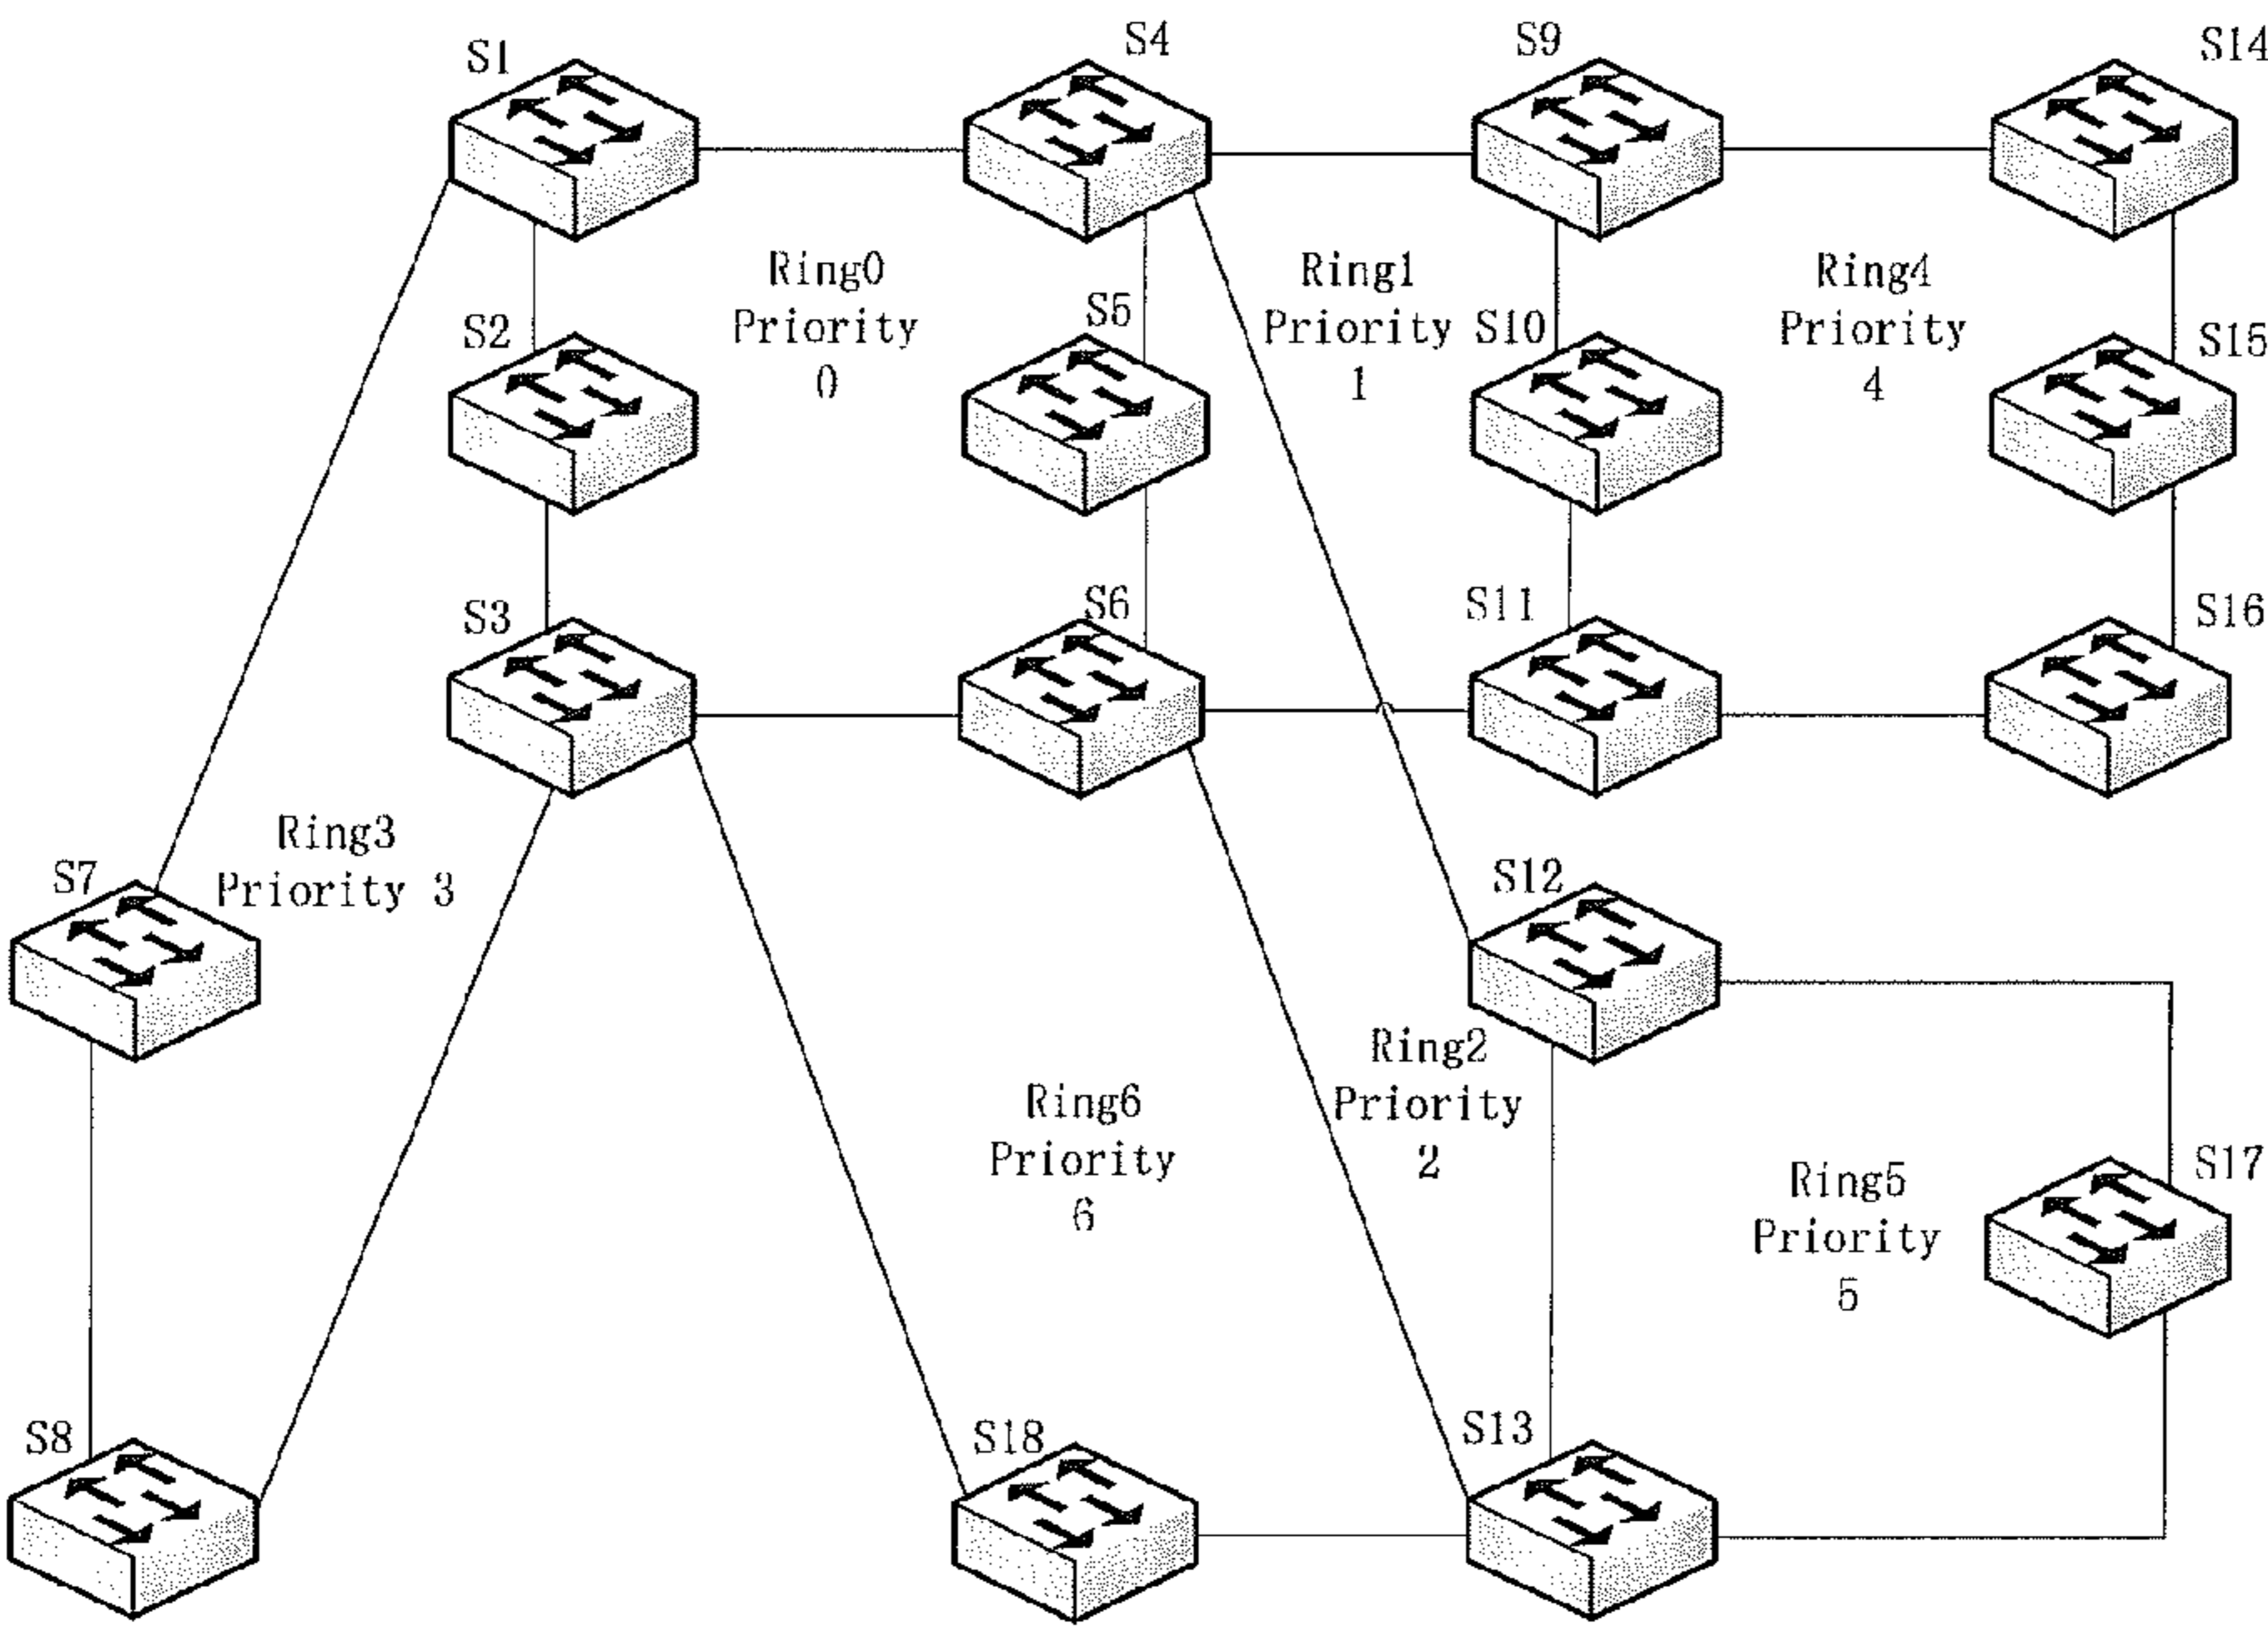 S1
S4
S9
S14
Ring0
Priority
0
Ring1
Priority
1
Ring4
Priority
4
S2
S5
S10
S15
S3
S6
S11
S16
Ring3
Priority 3
S7
S12
Ring2
Priority
2
Ring6
Priority
6
Ring5
Priority
5
S17
S8
S18
S13